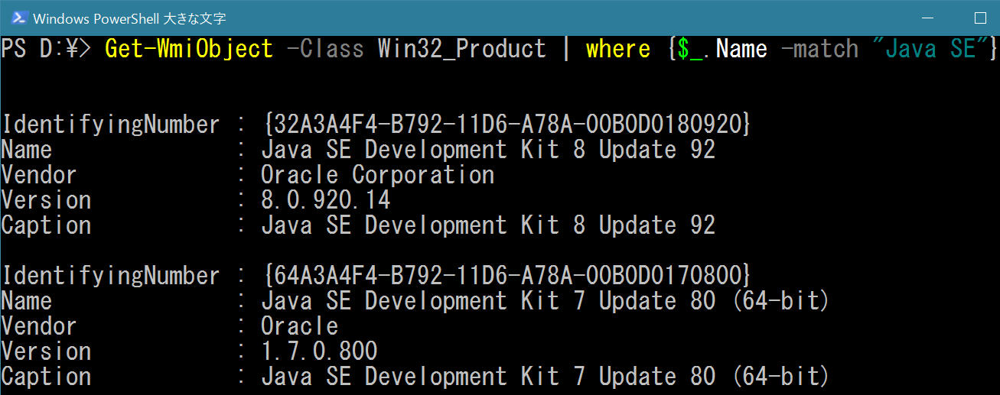 Windows PowerShell 大きな文字
PS D:¥> Get-WmiObject -Class Win32_Product | where {$_.Name -match "Java SE"}
IdentifyingNumber : {32A3A4F4-B792-11D6-A78A-00B0D0180920}
Name : Java SE Development Kit 8 Update 92
Vendor : Oracle Corporation
Version : 8.0.920.14
Caption : Java SE Development Kit 8 Update 92
IdentifyingNumber : {64A3A4F4-B792-11D6-A78A-00B0D0170800}
Name : Java SE Development Kit 7 Update 80 (64-bit)
Vendor : Oracle
Version : 1.7.0.800
Caption : Java SE Development Kit 7 Update 80 (64-bit)